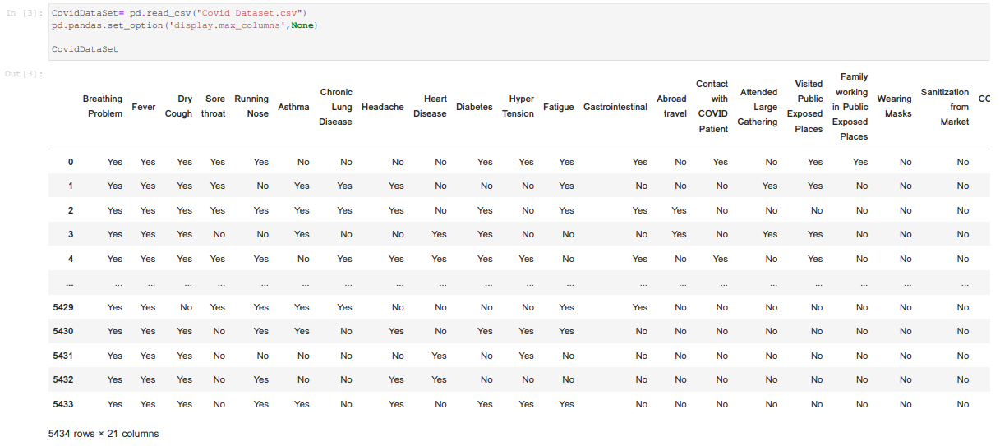 In [3]: CovidDataSet= pd.read_csv("Covid Dataset.csv")
pd.pandas.set_option('display.max_columns',None)
CovidDataSet
Out[3]:
Breathing Problem Fever Dry Cough Sore throat Running Nose Asthma Chronic Lung Disease Headache Heart Disease Diabetes Hyper Tension Fatigue Gastrointestinal Abroad travel Contact with COVID Patient Attended Large Gathering Visited Public Exposed Places Family working in Public Exposed Places Wearing Masks Sanitization from Market CO
0 Yes Yes Yes Yes Yes No No No No Yes Yes Yes Yes No Yes No Yes Yes No No
1 Yes Yes Yes Yes No Yes Yes Yes No No No Yes No No No Yes Yes No No No
2 Yes Yes Yes Yes Yes Yes Yes Yes No Yes No Yes Yes Yes No No No No No No
3 Yes Yes Yes No No Yes No No Yes Yes No No No Yes No Yes Yes No No No
4 Yes Yes Yes Yes Yes No Yes Yes Yes Yes Yes No Yes No Yes No Yes No No No
... ... ... ... ... ... ... ... ... ... ... ... ... ... ... ... ... ... ... ... ...
5429 Yes Yes No Yes Yes Yes Yes No No No No Yes Yes No No No No No No No
5430 Yes Yes Yes No Yes Yes No Yes No Yes Yes Yes No No No No No No No No
5431 Yes Yes Yes No No No No No Yes No Yes No No No No No No No No No
5432 Yes Yes Yes No Yes No No Yes Yes No No No No No No No No No No No
5433 Yes Yes Yes No Yes Yes No Yes No Yes Yes Yes No No No No No No No No
5434 rows × 21 columns